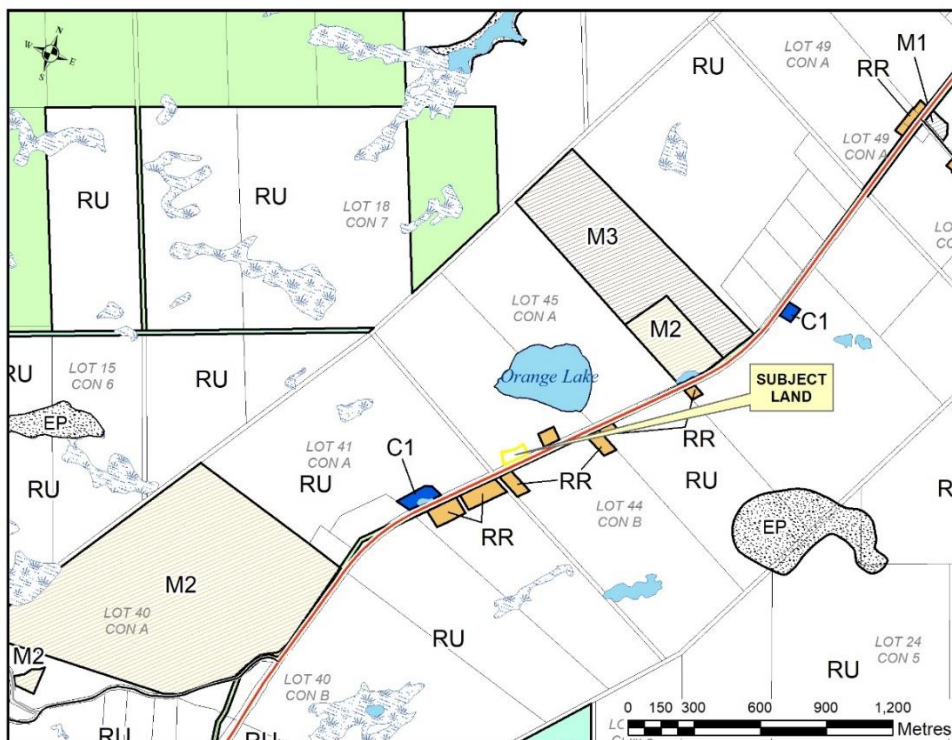 N
W
E
S
LOT 49
CON A
M1
RU
RR
LOT 49
CON A
RU
RU
LOT 18
CON 7
M3
LOT 45
CON A
M2
C1
RU
LOT 15
CON 6
RU
Orange Lake
SUBJECT
LAND
EP
RU
LOT 41
CON A
C1
RU
RR
RR
RU
RR
LOT 44
CON B
EP
M2
LOT 40
CON A
RU
LOT 24
CON 5
M2
LOT 40
CON B
RU
RU
RU
0 150 300 600 900 1,200
Metres